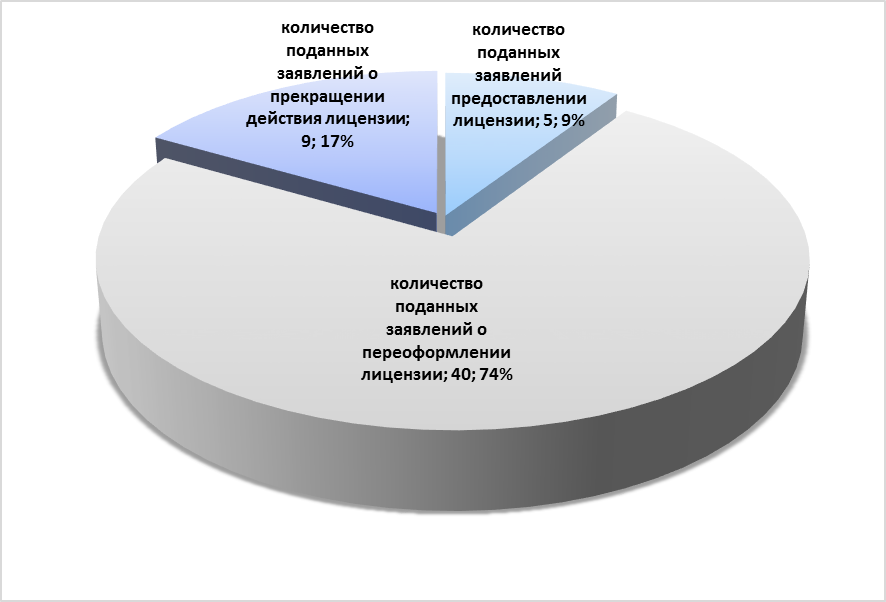 количество
поданных
заявлений о
прекращении
действия лицензии;
9; 17%
количество
поданных
заявлений
предоставлении
лицензии; 5; 9%
количество
поданных
заявлений о
переоформлении
лицензии; 40; 74%